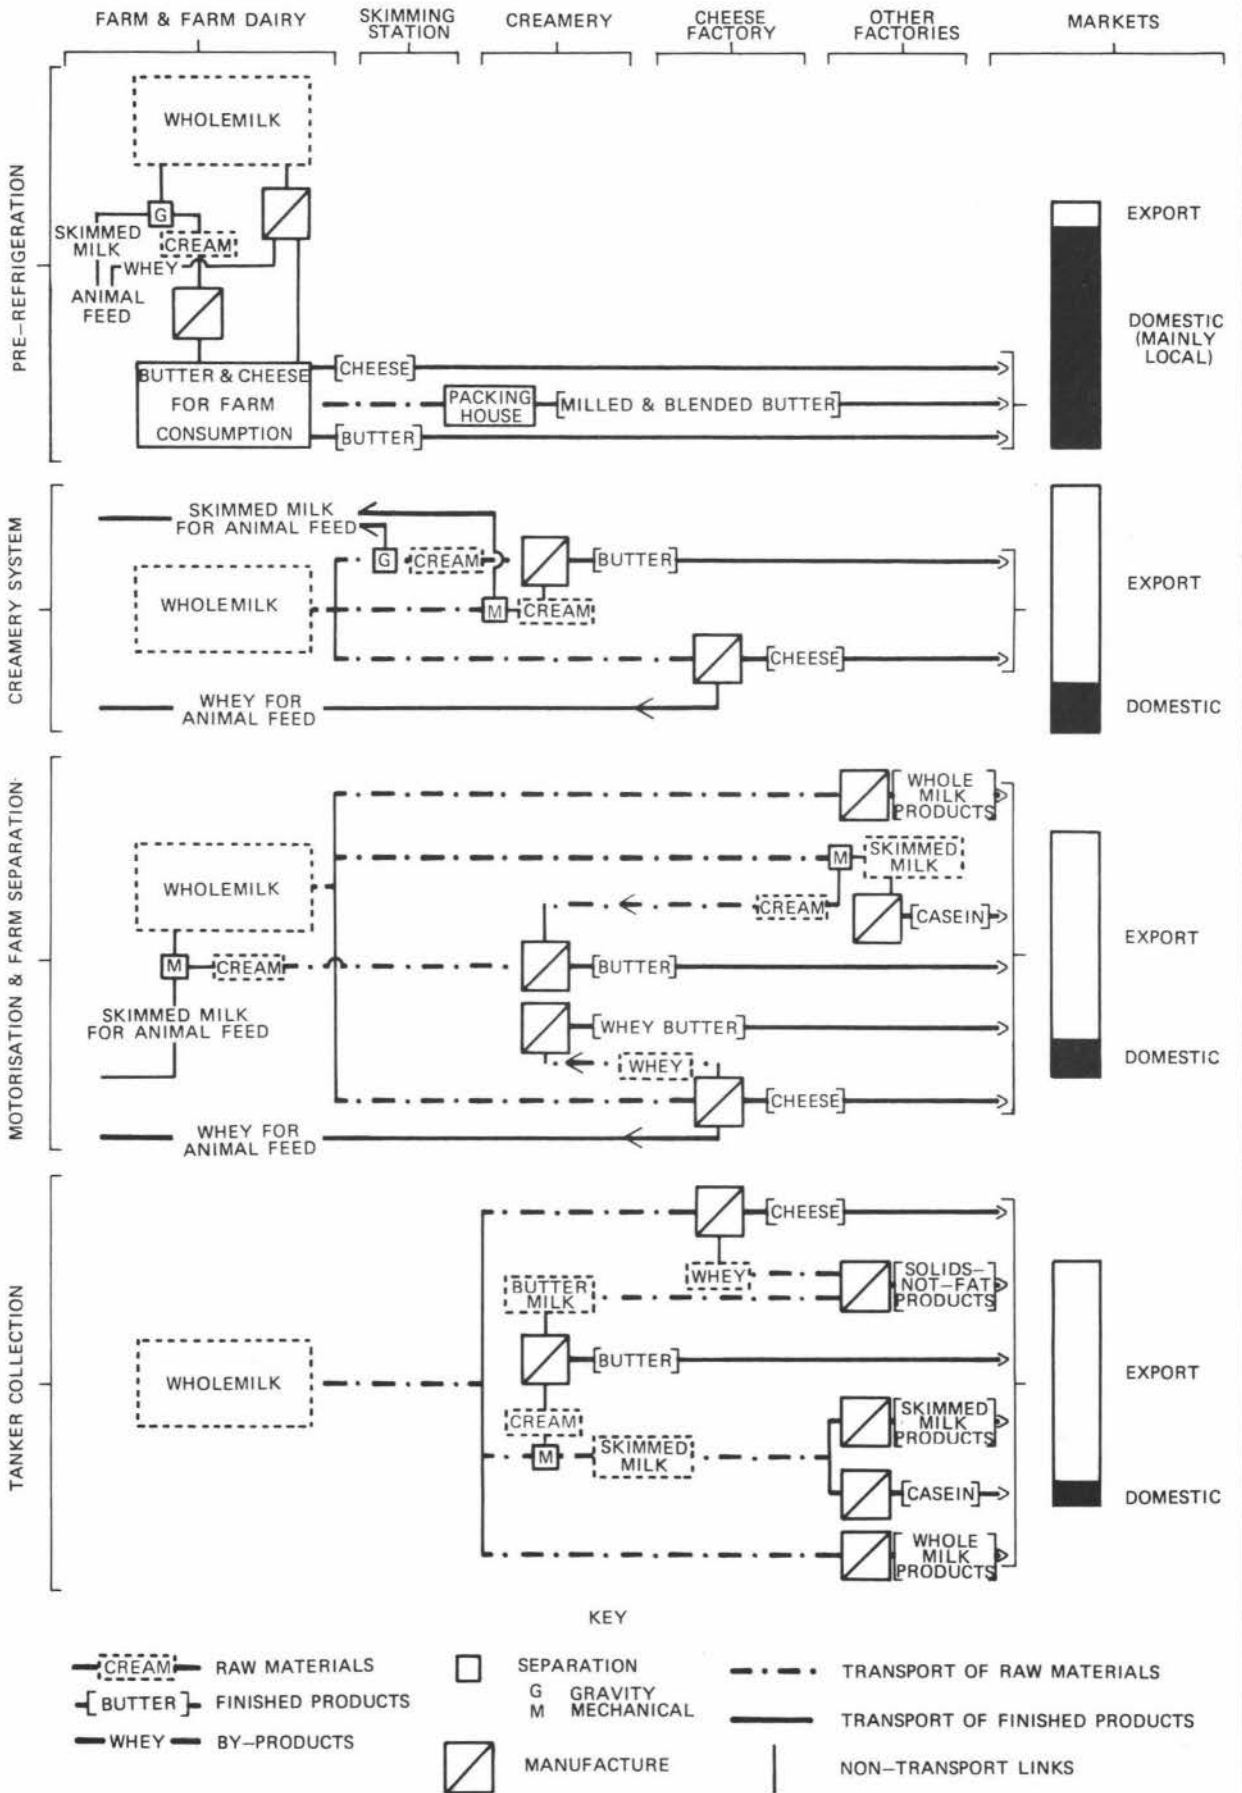 FARM & FARM DAIRY
SKIMMING
STATION
CREAMERY
CHEESE
FACTORY
OTHER
FACTORIES
MARKETS
PRE-REFRIGERATION
WHOLEMILK
G
SKIMMED
MILK
CREAM
WHEY
ANIMAL
FEED
BUTTER & CHEESE
FOR FARM
CONSUMPTION
CHEESE
PACKING
HOUSE
MILLED & BLENDED BUTTER
BUTTER
EXPORT
DOMESTIC
(MAINLY
LOCAL)
CREAMERY SYSTEM
SKIMMED MILK
FOR ANIMAL FEED
G
CREAM
BUTTER
WHOLEMILK
M
CREAM
CHEESE
WHEY FOR
ANIMAL FEED
EXPORT
DOMESTIC
MOTORISATION & FARM SEPARATION
WHOLE
MILK
PRODUCTS
WHOLEMILK
M
SKIMMED
MILK
CREAM
CASEIN
M
CREAM
BUTTER
SKIMMED MILK
FOR ANIMAL FEED
WHEY BUTTER
WHEY
CHEESE
WHEY FOR
ANIMAL FEED
EXPORT
DOMESTIC
TANKER COLLECTION
CHEESE
WHEY
SOLIDS-
NOT-FAT
PRODUCTS
BUTTER
MILK
WHOLEMILK
BUTTER
CREAM
M
SKIMMED
MILK
SKIMMED
MILK
PRODUCTS
CASEIN
WHOLE
MILK
PRODUCTS
EXPORT
DOMESTIC
KEY
CREAM RAW MATERIALS
BUTTER FINISHED PRODUCTS
WHEY BY-PRODUCTS
SEPARATION
G GRAVITY
M MECHANICAL
MANUFACTURE
TRANSPORT OF RAW MATERIALS
TRANSPORT OF FINISHED PRODUCTS
NON-TRANSPORT LINKS